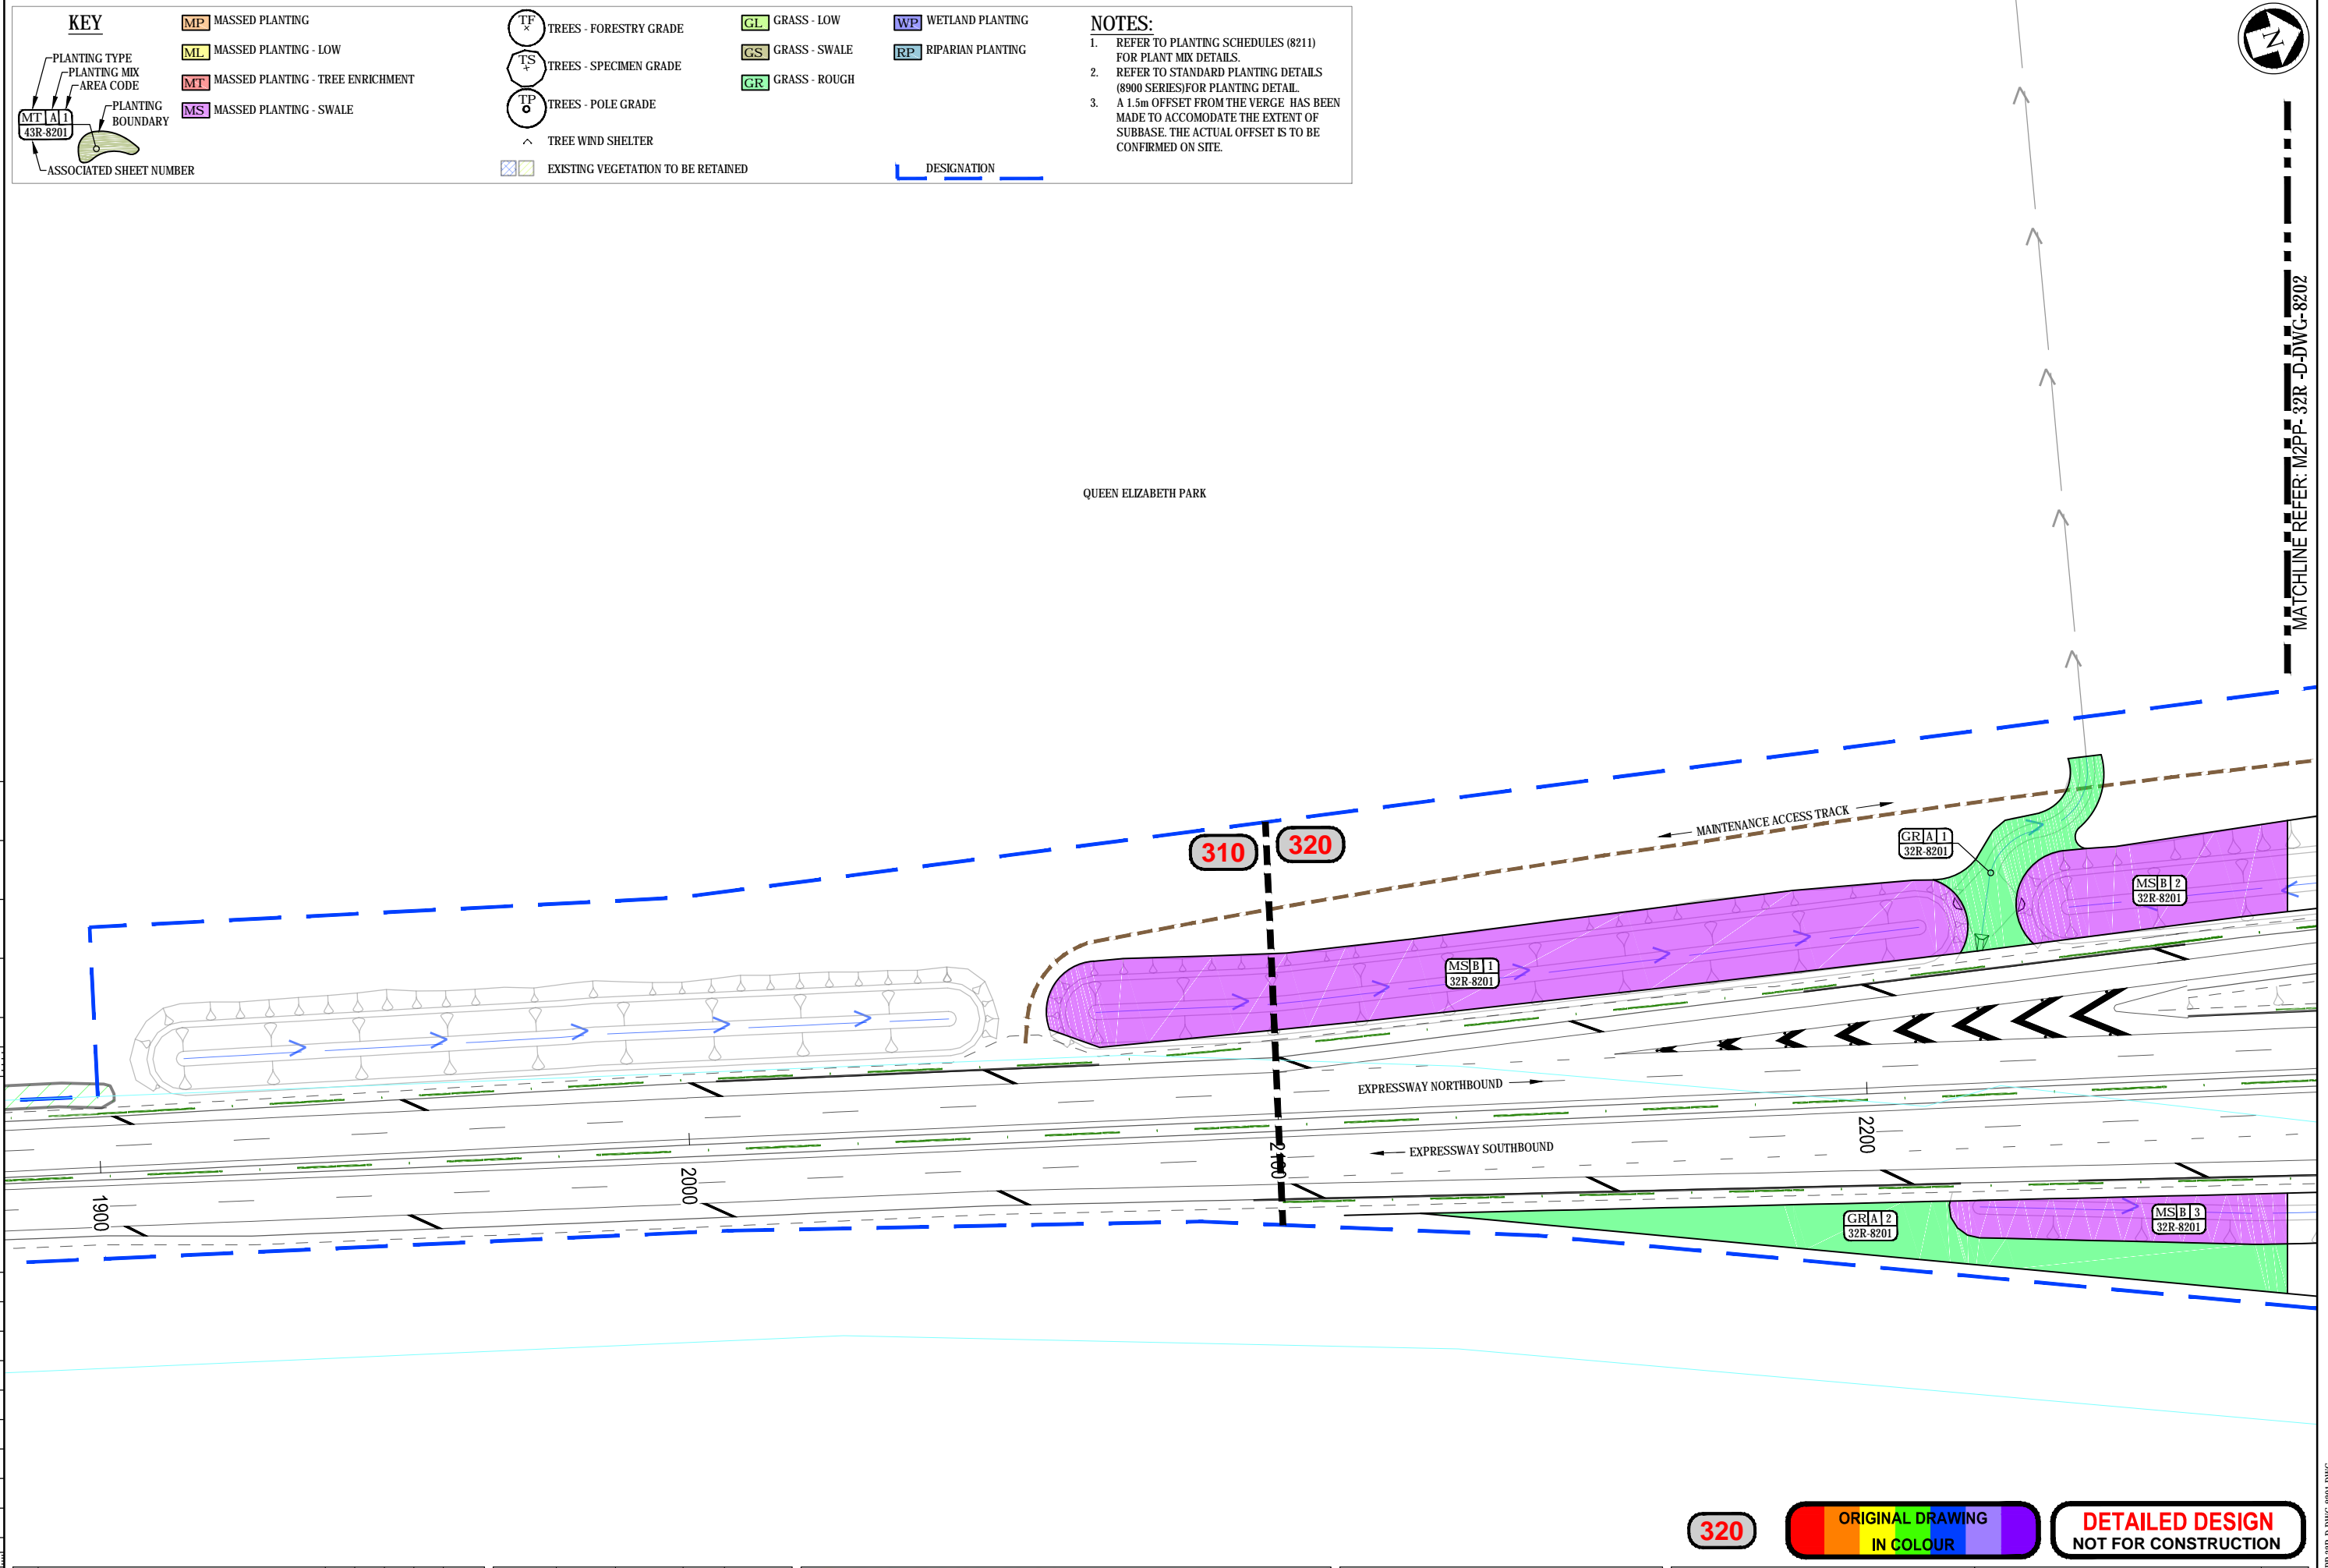 KEY
PLANTING TYPE
PLANTING MIX
AREA CODE
MT A 1
43R-8201
PLANTING
BOUNDARY
ASSOCIATED SHEET NUMBER
MP MASSED PLANTING
ML MASSED PLANTING - LOW
MT MASSED PLANTING - TREE ENRICHMENT
MS MASSED PLANTING - SWALE
TF TREES - FORESTRY GRADE
TS TREES - SPECIMEN GRADE
TP TREES - POLE GRADE
TREE WIND SHELTER
EXISTING VEGETATION TO BE RETAINED
GL GRASS - LOW
GS GRASS - SWALE
GR GRASS - ROUGH
WP WETLAND PLANTING
RP RIPARIAN PLANTING
DESIGNATION
NOTES:
1. REFER TO PLANTING SCHEDULES (8211)
FOR PLANT MIX DETAILS.
2. REFER TO STANDARD PLANTING DETAILS
(8900 SERIES)FOR PLANTING DETAIL.
3. A 1.5m OFFSET FROM THE VERGE HAS BEEN
MADE TO ACCOMODATE THE EXTENT OF
SUBBASE. THE ACTUAL OFFSET IS TO BE
CONFIRMED ON SITE.
N
MATCHLINE REFER: M2PP- 32R -D-DWG-8202
QUEEN ELIZABETH PARK
310
320
MAINTENANCE ACCESS TRACK
GR A 1
32R-8201
MS B 2
32R-8201
MS B 1
32R-8201
EXPRESSWAY NORTHBOUND
EXPRESSWAY SOUTHBOUND
1900
2000
2100
2200
GR A 2
32R-8201
MS B 3
32R-8201
320
ORIGINAL DRAWING
IN COLOUR
DETAILED DESIGN
NOT FOR CONSTRUCTION